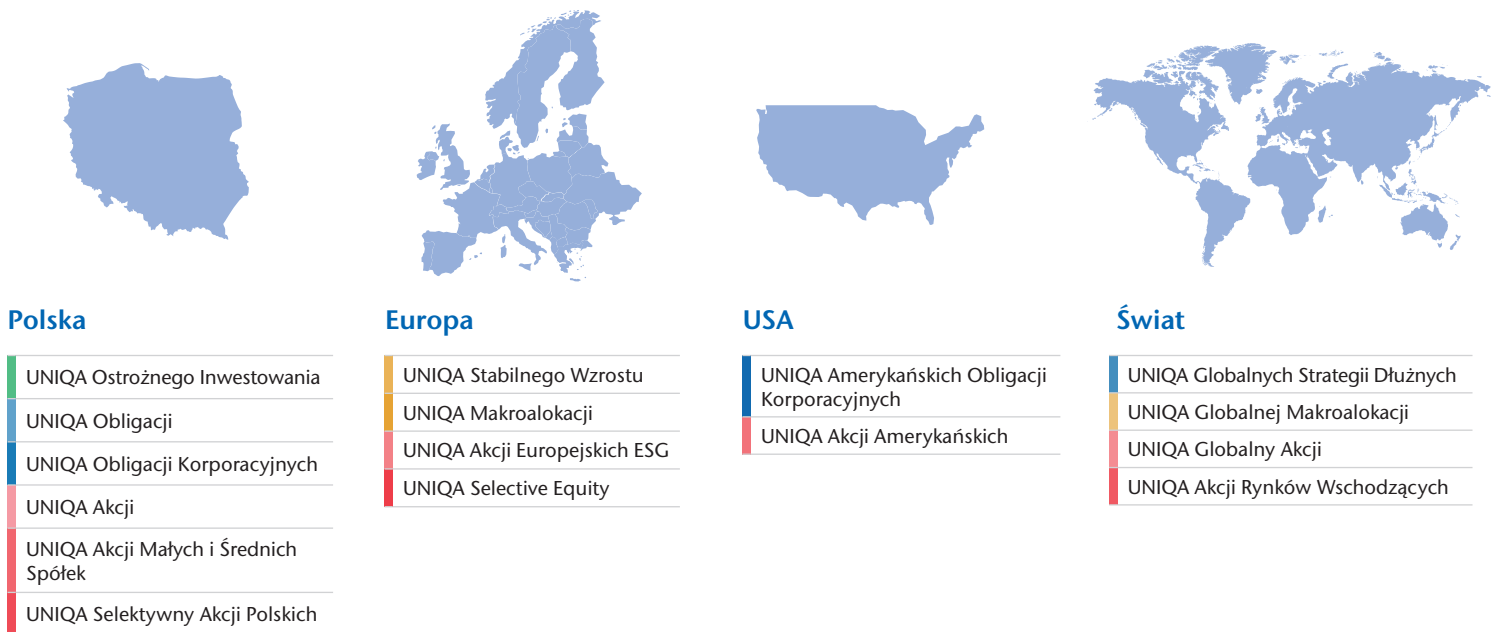 Polska
UNIQA Ostrożnego Inwestowania
UNIQA Obligacji
UNIQA Obligacji Korporacyjnych
UNIQA Akcji
UNIQA Akcji Małych i Średnich
Spółek
UNIQA Selektywny Akcji Polskich
Europa
UNIQA Stabilnego Wzrostu
UNIQA Makroalokacji
UNIQA Akcji Europejskich ESG
UNIQA Selective Equity
USA
UNIQA Amerykańskich Obligacji
Korporacyjnych
UNIQA Akcji Amerykańskich
Świat
UNIQA Globalnych Strategii Dłużnych
UNIQA Globalnej Makroalokacji
UNIQA Globalny Akcji
UNIQA Akcji Rynków Wschodzących